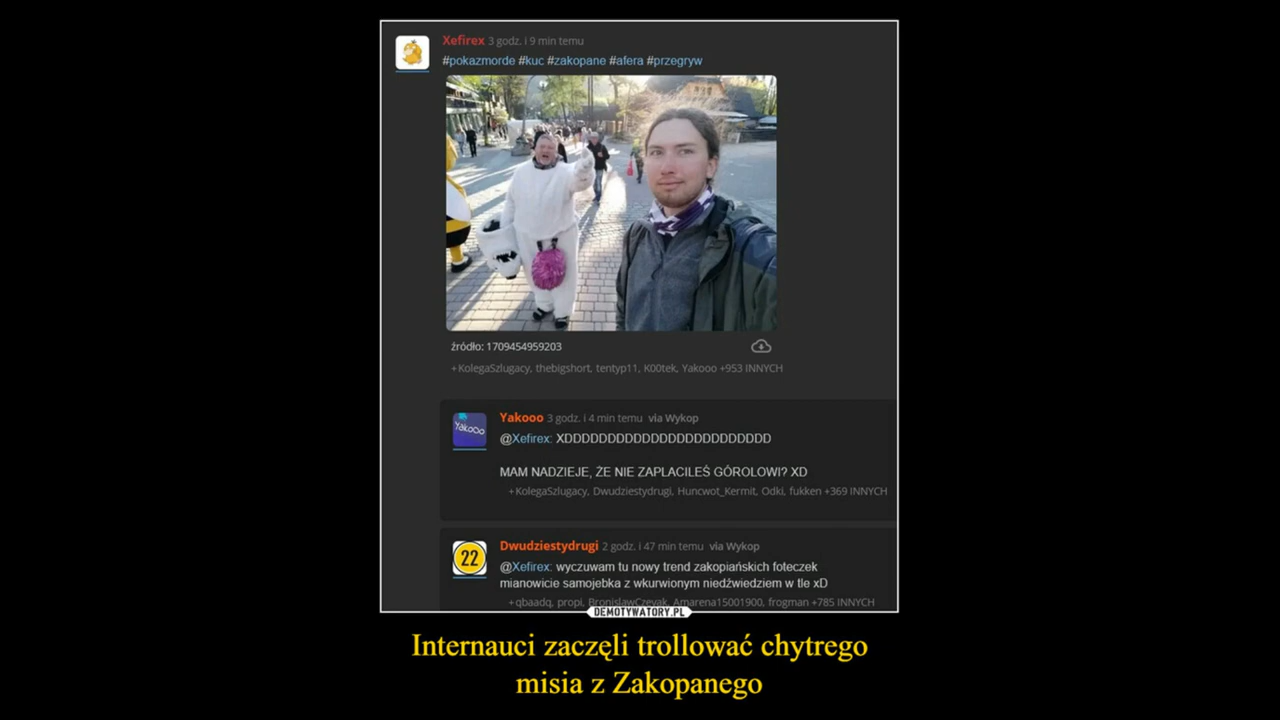 Xefirex 3 godz. i 9 min temu
#pokazmorde #kuc #zakopane #afera #przegryw
źródło: 1709454959203
+KolegaSzlugacy, thebigshort, tentyp11, K00tek, Yakooo +953 INNYCH
Yakooo
Yakooo 3 godz. i 4 min temu via Wykop
@Xefirex: XDDDDDDDDDDDDDDDDDDDDDDDD
MAM NADZIEJE, ŻE NIE ZAPLACILEŚ GÓROLOWI? XD
+KolegaSzlugacy, Dwudziestydrugi, Huncwot_Kermit, Odki, fukken +369 INNYCH
22
Dwudziestydrugi 2 godz. i 47 min temu via Wykop
@Xefirex: wyczuwam tu nowy trend zakopiańskich foteczek
mianowicie samojebka z wkurwionym niedźwiedziem w tle xD
+qbaadq, propi, BronislawCzevak, Amarena15001900, frogman +785 INNYCH
DEMOTYWATORY.PL
Internauci zaczęli trollować chytrego
misia z Zakopanego